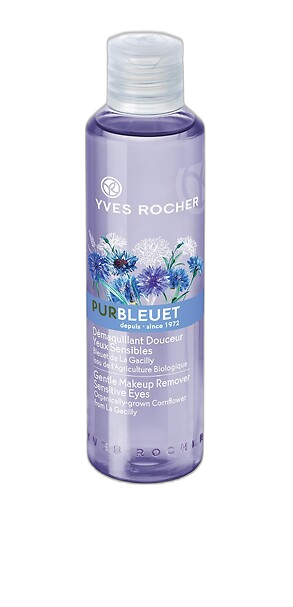 YVES ROCHER
PURBLEUET
depuis · since 1972
Démaquillant Douceur
Yeux Sensibles
Bleuet de La Gacilly
issu de l'Agriculture Biologique
Gentle Makeup Remover
Sensitive Eyes
Organically-grown Cornflower
from La Gacilly
YVES ROCHER